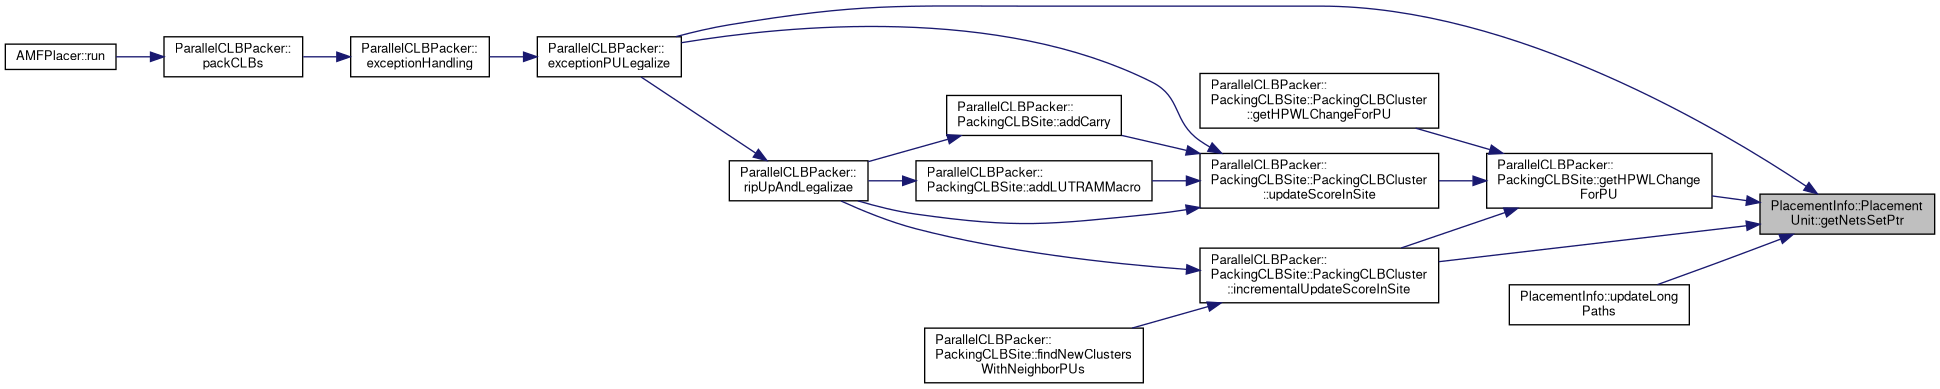 AMFPlacer::run
ParallelCLBPacker::
packCLBs
ParallelCLBPacker::
exceptionHandling
ParallelCLBPacker::
exceptionPULegalize
ParallelCLBPacker::
ripUpAndLegalizae
ParallelCLBPacker::
PackingCLBSite::addCarry
ParallelCLBPacker::
PackingCLBSite::addLUTRAMMacro
ParallelCLBPacker::
PackingCLBSite::findNewClusters
WithNeighborPUs
ParallelCLBPacker::
PackingCLBSite::PackingCLBCluster
::getHPWLChangeForPU
ParallelCLBPacker::
PackingCLBSite::PackingCLBCluster
::updateScoreInSite
ParallelCLBPacker::
PackingCLBSite::PackingCLBCluster
::incrementalUpdateScoreInSite
ParallelCLBPacker::
PackingCLBSite::getHPWLChange
ForPU
PlacementInfo::updateLong
Paths
PlacementInfo::Placement
Unit::getNetsSetPtr